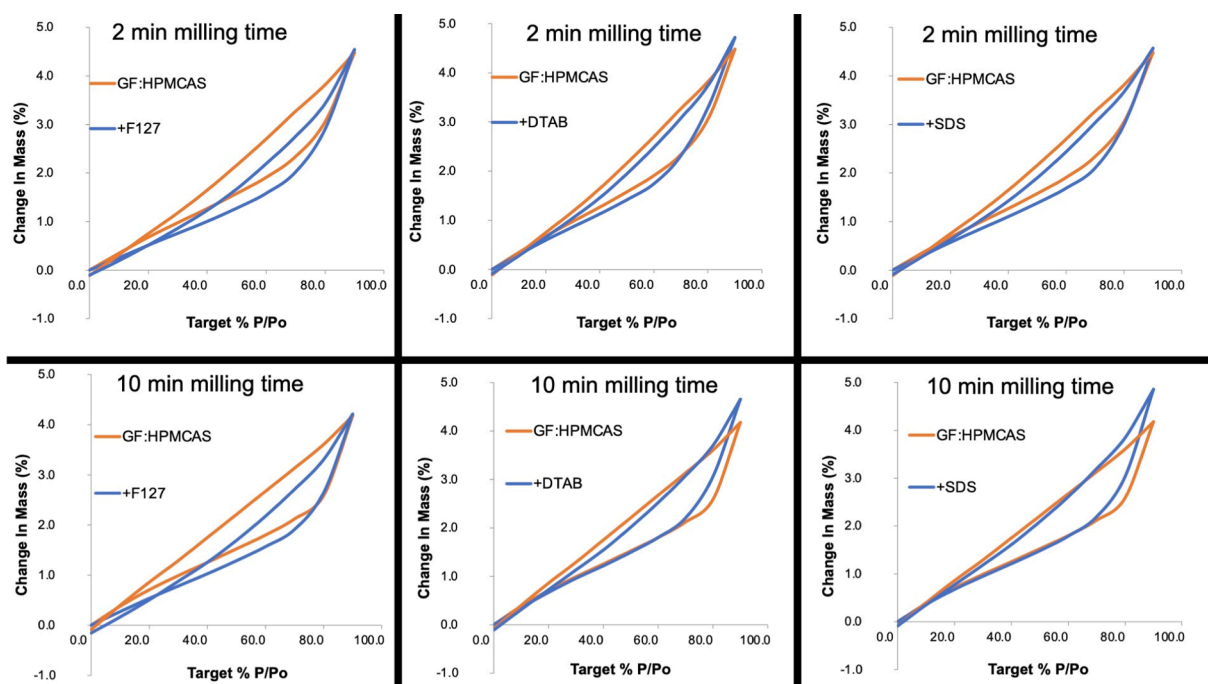 2 min milling time
5.0
4.0
3.0
2.0
1.0
0.0
-1.0
Change In Mass (%)
GF:HPMCAS
+F127
0.0 20.0 40.0 60.0 80.0 100.0
Target % P/Po
2 min milling time
5.0
4.0
3.0
2.0
1.0
0.0
-1.0
Change In Mass (%)
GF:HPMCAS
+DTAB
0.0 20.0 40.0 60.0 80.0 100.0
Target % P/Po
2 min milling time
5.0
4.0
3.0
2.0
1.0
0.0
-1.0
Change In Mass (%)
GF:HPMCAS
+SDS
0.0 20.0 40.0 60.0 80.0 100.0
Target % P/Po
10 min milling time
5.0
4.0
3.0
2.0
1.0
0.0
-1.0
Change In Mass (%)
GF:HPMCAS
+F127
0.0 20.0 40.0 60.0 80.0 100.0
Target % P/Po
10 min milling time
5.0
4.0
3.0
2.0
1.0
0.0
-1.0
Change In Mass (%)
GF:HPMCAS
+DTAB
0.0 20.0 40.0 60.0 80.0 100.0
Target % P/Po
10 min milling time
5.0
4.0
3.0
2.0
1.0
0.0
-1.0
Change In Mass (%)
GF:HPMCAS
+SDS
0.0 20.0 40.0 60.0 80.0 100.0
Target % P/Po